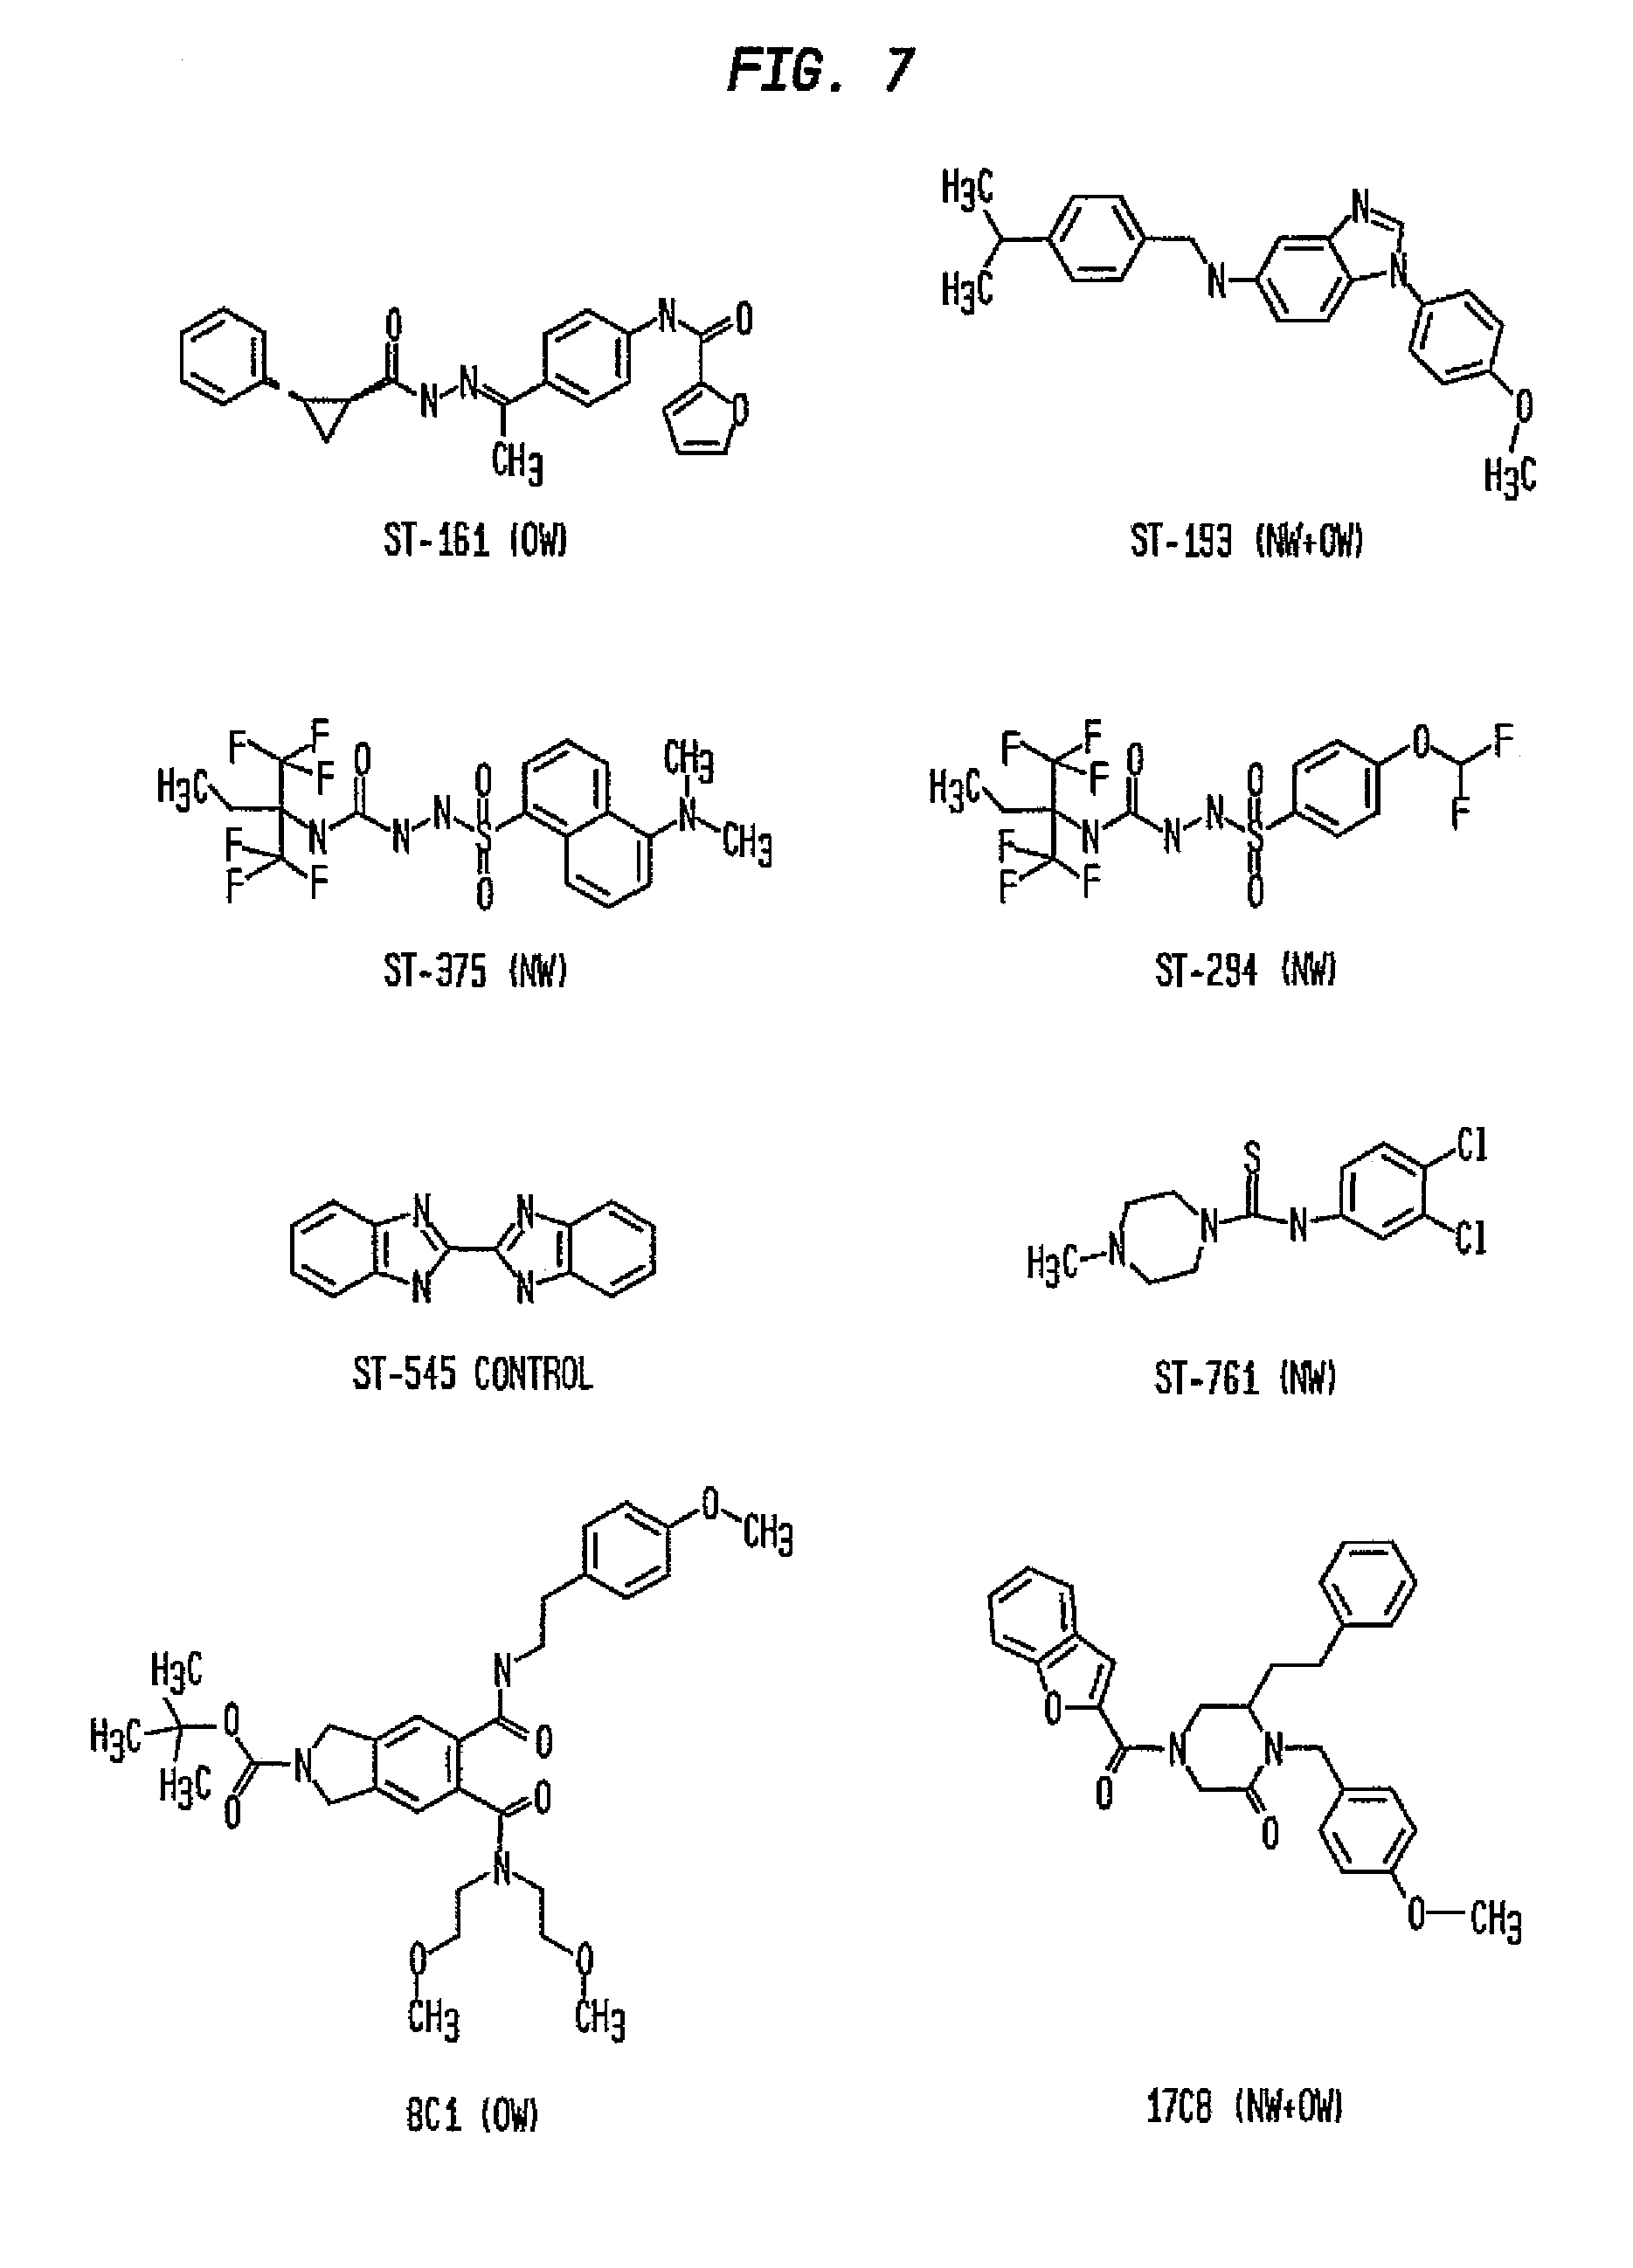 FIG. 7
H3C
H3C
N
N
N
O
H3C
O
N
N
CH3
N
O
O
ST-161 (OW)
ST-193 (NW+OW)
F
F
F
H3C
F
F
F
N
O
N
N
O
S
O
CH3
N
CH3
F
F
F
H3C
F
F
F
N
O
N
N
O
S
O
O
F
F
ST-375 (NW)
ST-294 (NW)
N
N
N
N
S
Cl
Cl
N
N
N
H3C
ST-545 CONTROL
ST-761 (NW)
O
CH3
N
H3C
H3C
H3C
O
O
N
O
O
N
O
O
CH3
CH3
O
O
N
N
O
O
CH3
8C1 (OW)
17C8 (NW+OW)